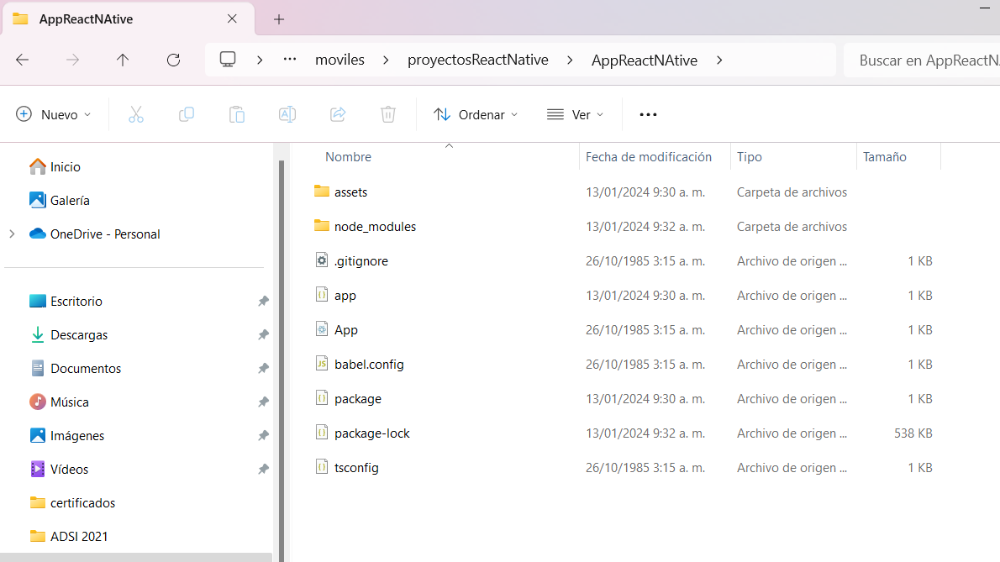 AppReactNAtive
moviles proyectosReactNative AppReactNAtive Buscar en AppReactNA
Nuevo Ordenar Ver
Nombre Fecha de modificación Tipo Tamaño
Inicio
Galería
OneDrive - Personal
Escritorio
Descargas
Documentos
Música
Imágenes
Vídeos
certificados
ADSI 2021
assets 13/01/2024 9:30 a. m. Carpeta de archivos
node_modules 13/01/2024 9:32 a. m. Carpeta de archivos
.gitignore 26/10/1985 3:15 a. m. Archivo de origen ... 1 KB
app 13/01/2024 9:30 a. m. Archivo de origen ... 1 KB
App 26/10/1985 3:15 a. m. Archivo de origen ... 1 KB
babel.config 26/10/1985 3:15 a. m. Archivo de origen ... 1 KB
package 13/01/2024 9:30 a. m. Archivo de origen ... 1 KB
package-lock 13/01/2024 9:32 a. m. Archivo de origen ... 538 KB
tsconfig 26/10/1985 3:15 a. m. Archivo de origen ... 1 KB